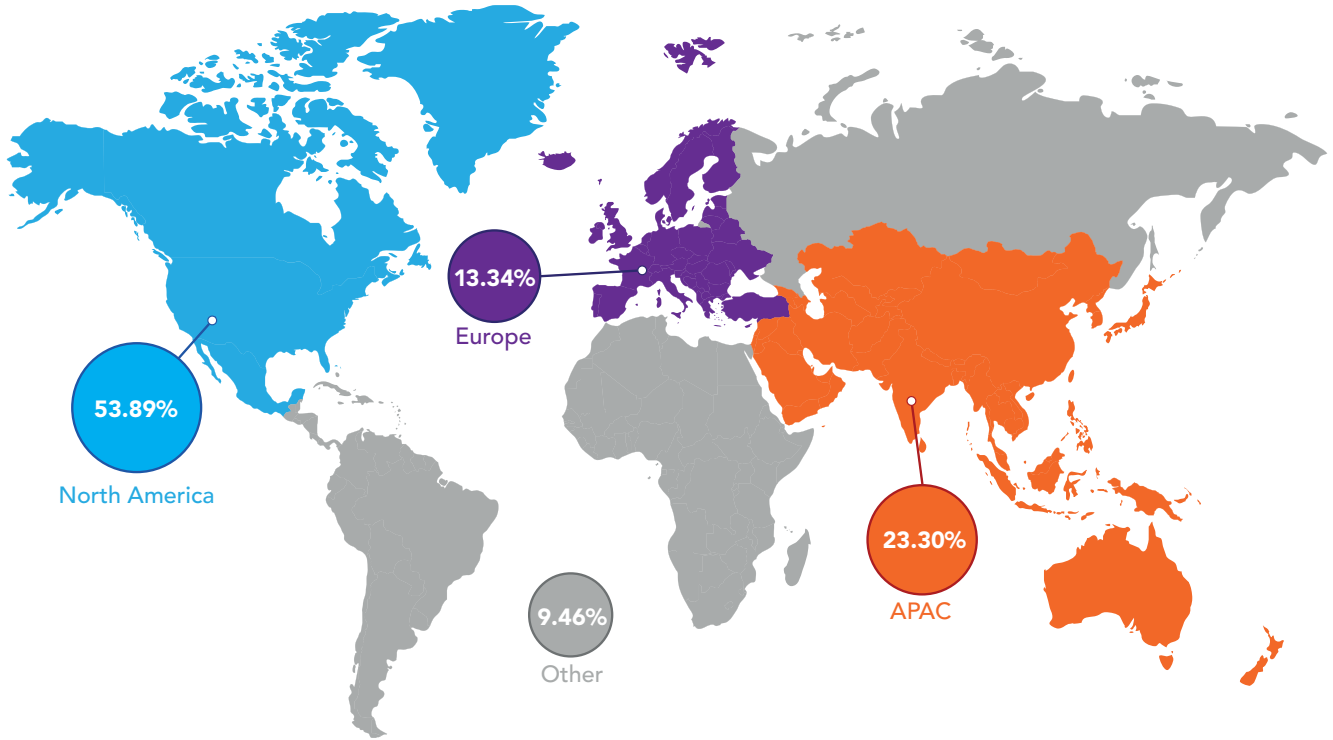 13.34%
Europe
53.89%
North America
23.30%
APAC
9.46%
Other